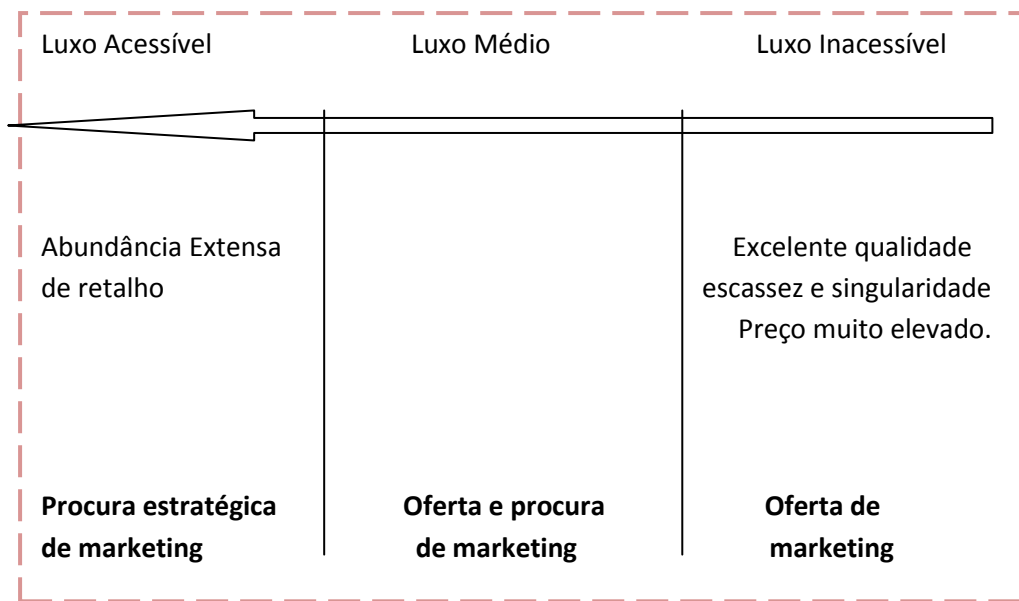 Luxo Acessível
Luxo Médio
Luxo Inacessível
Abundância Extensa
de retalho
Excelente qualidade
escassez e singularidade
Preço muito elevado.
Procura estratégica
de marketing
Oferta e procura
de marketing
Oferta de
marketing